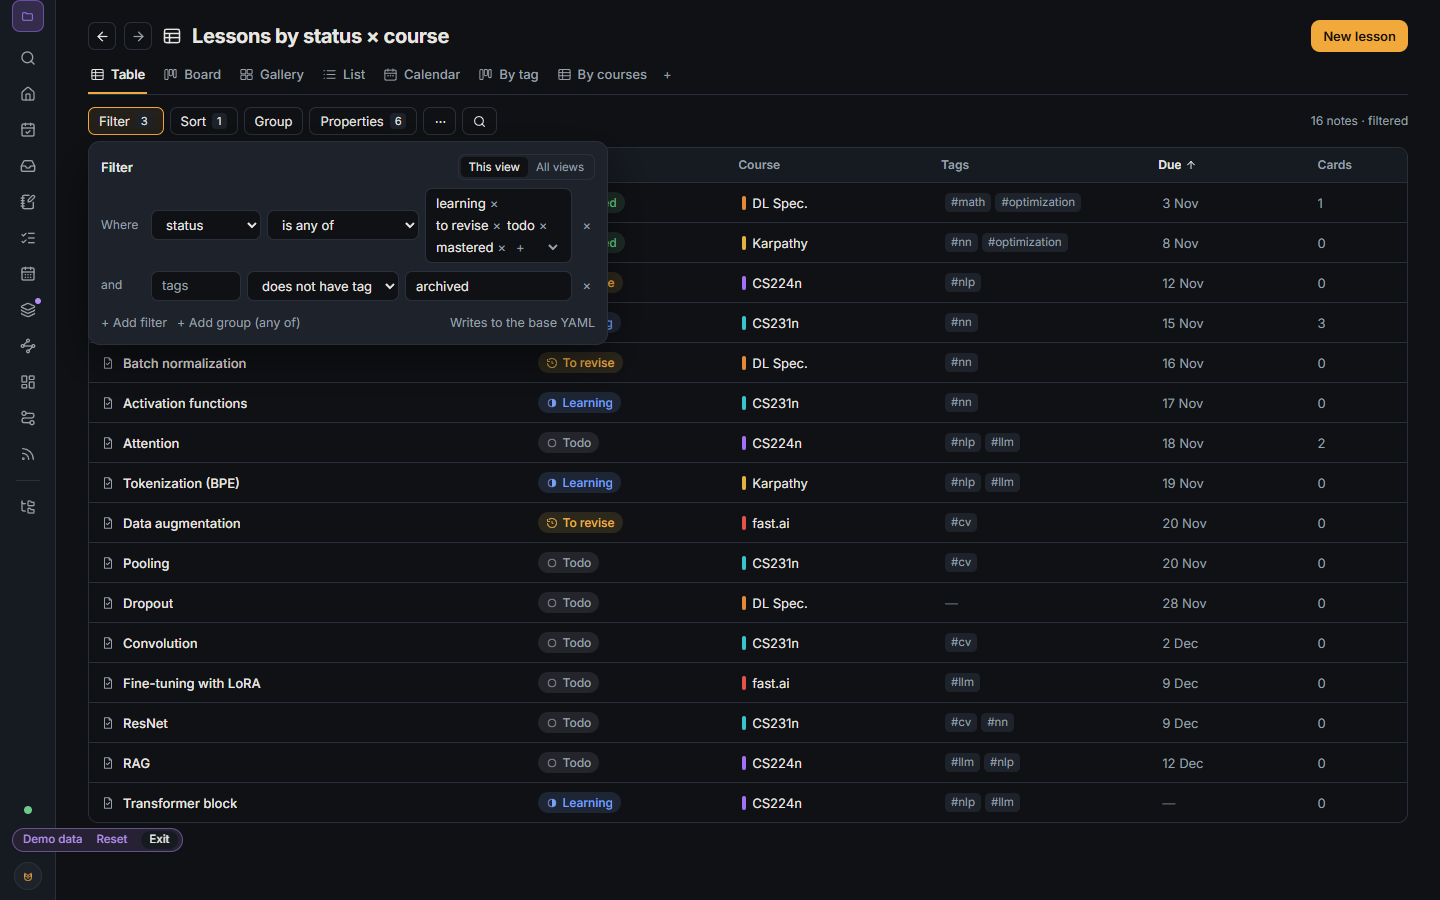 Lessons by status × course
New lesson
Table Board Gallery List Calendar By tag By courses +
Filter 3 Sort 1 Group Properties 6 ...
16 notes · filtered
Filter This view All views
Where status is any of learning × to revise × todo × mastered × + ×
and tags does not have tag archived ×
+ Add filter + Add group (any of) Writes to the base YAML
Course Tags Due ↑ Cards
DL Spec. #math #optimization 3 Nov 1
Karpathy #nn #optimization 8 Nov 0
CS224n #nlp 12 Nov 0
CS231n #nn 15 Nov 3
Batch normalization To revise DL Spec. #nn 16 Nov 0
Activation functions Learning CS231n #nn 17 Nov 0
Attention Todo CS224n #nlp #llm 18 Nov 2
Tokenization (BPE) Learning Karpathy #nlp #llm 19 Nov 0
Data augmentation To revise fast.ai #cv 20 Nov 0
Pooling Todo CS231n #cv 20 Nov 0
Dropout Todo DL Spec. — 28 Nov 0
Convolution Todo CS231n #cv 2 Dec 0
Fine-tuning with LoRA Todo fast.ai #llm 9 Dec 0
ResNet Todo CS231n #cv #nn 9 Dec 0
RAG Todo CS224n #llm #nlp 12 Dec 0
Transformer block Learning CS224n #nlp #llm — 0
Demo data Reset Exit